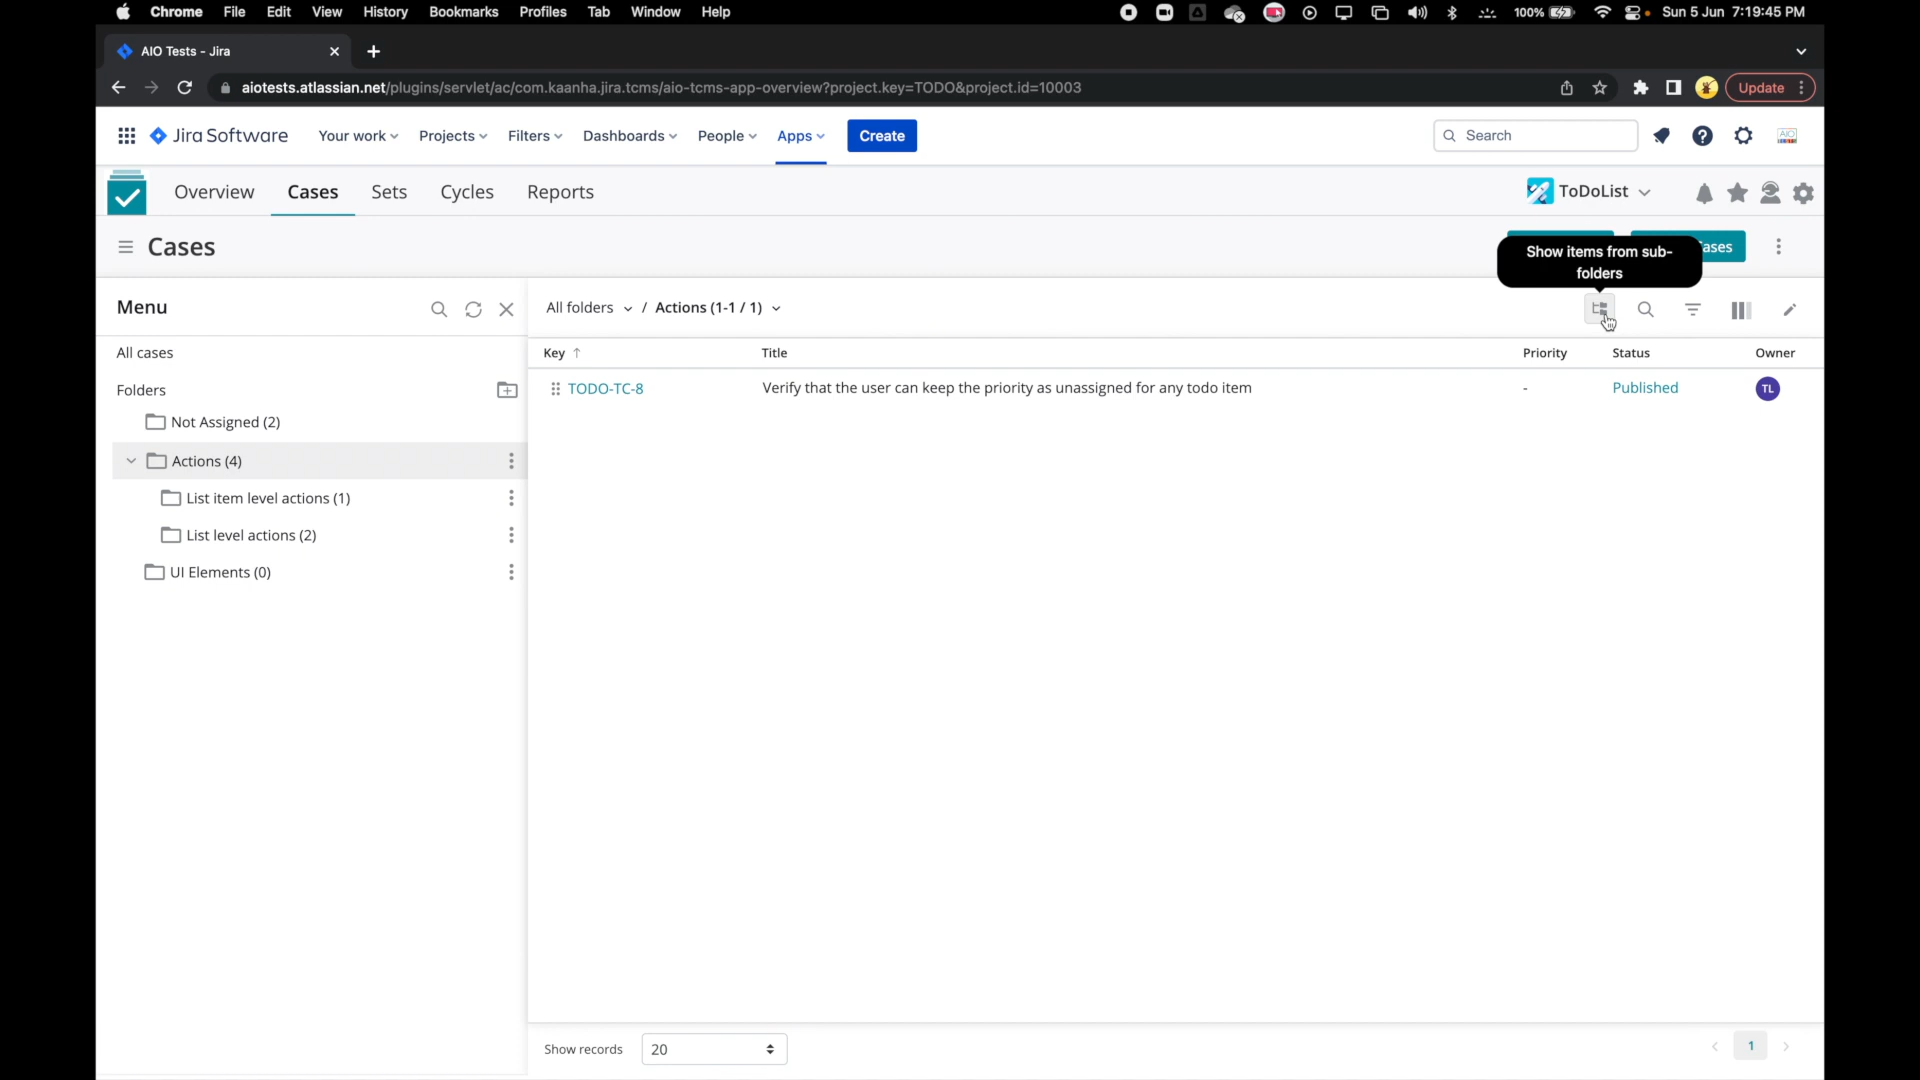 Chrome File Edit View History Bookmarks Profiles Tab Window Help 100% Sun 5 Jun 7:19:45 PM
AIO Tests - Jira
aiotests.atlassian.net/plugins/servlet/ac/com.kaanha.jira.tcms/aio-tcms-app-overview?project.key=TODO&project.id=10003 Update
Jira Software Your work Projects Filters Dashboards People Apps Create Search
Overview Cases Sets Cycles Reports ToDoList
Cases
Show items from sub-
folders
Menu All folders / Actions (1-1 / 1)
All cases Key Title Priority Status Owner
Folders TODO-TC-8 Verify that the user can keep the priority as unassigned for any todo item - Published TL
Not Assigned (2)
Actions (4)
List item level actions (1)
List level actions (2)
UI Elements (0)
Show records 20 1